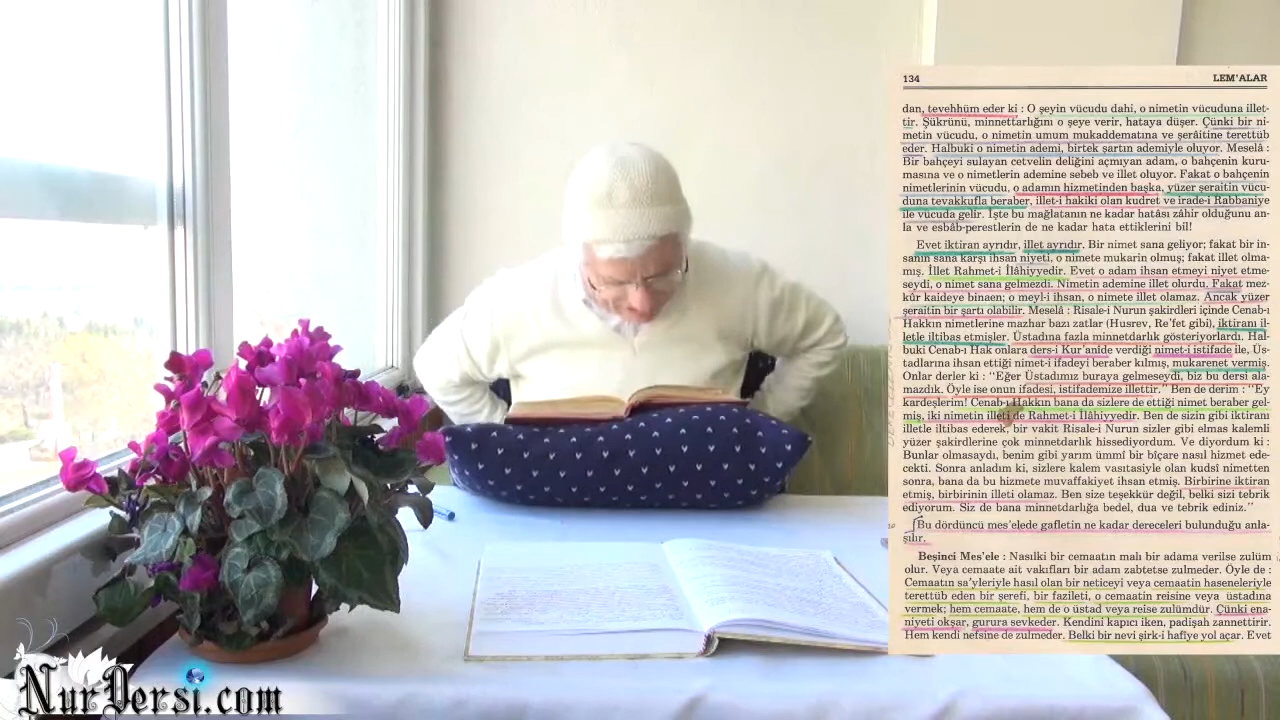 134 LEM'ALAR
dan, tevehhüm eder ki : O şeyin vücudu dahi, o nimetin vücuduna illet-
tir. Şükrünü, minnettarlığını o şeye verir, hataya düşer. Çünki bir ni-
metin vücudu, o nimetin umum mukaddematına ve şerâitine terettüb
eder. Halbuki o nimetin ademi, birtek şartın ademiyle oluyor. Meselâ :
Bir bahçeyi sulayan cetvelin deliğini açmıyan adam, o bahçenin kuru-
masına ve o nimetlerin ademine sebeb ve illet oluyor. Fakat o bahçenin
nimetlerinin vücudu, o adamın hizmetinden başka, yüzer şeraitin vücu-
duna tevakkufla beraber, illet-i hakiki olan kudret ve irade-i Rabbaniye
ile vücuda gelir. İşte bu mağlatanın ne kadar hatâsı zâhir olduğunu an-
la ve esbâb-perestlerin de ne kadar hata ettiklerini bil!
Evet iktiran ayrıdır, illet ayrıdır. Bir nimet sana geliyor; fakat bir in-
sanın sana karşı ihsan niyeti, o nimete mukarin olmuş; fakat illet olma-
mış. İllet Rahmet-i İlâhiyyedir. Evet o adam ihsan etmeyi niyet etme-
seydi, o nimet sana gelmezdi. Nimetin ademine illet olurdu. Fakat mez-
kûr kaideye binaen; o meyl-i ihsan, o nimete illet olamaz. Ancak yüzer
şeraitin bir şartı olabilir. Meselâ : Risale-i Nurun şakirdleri içinde Cenab-ı
Hakkın nimetlerine mazhar bazı zatlar (Husrev, Re'fet gibi), iktiranı il-
letle iltibas etmişler. Üstadına fazla minnetdarlık gösteriyorlardı. Hal-
buki Cenab-ı Hak onlara ders-i Kur'anîde verdiği nimet-i istifade ile, Üs-
tadlarıma ihsan ettiği nimet-i ifadeyi beraber kılmış, mukarenet vermiş.
Onlar derler ki : "Eğer Üstadımız buraya gelmeseydi, biz bu dersi ala-
mazdık. Öyle ise onun ifadesi, istifademize illettir." Ben de derim : "Ey
kardeşlerim! Cenab-ı Hakkın bana da sizlere de ettiği nimet beraber gel-
miş, iki nimetin illeti de Rahmet-i İlâhiyyedir. Ben de sizin gibi iktiranı
illetle iltibas ederek, bir vakit Risale-i Nurun sizler gibi elmas kalemli
yüzer şakirdlerine çok minnetdarlık hissediyordum. Ve diyordum ki :
Bunlar olmasaydı, benim gibi yarım ümmî bir bîçare nasıl hizmet ede-
cekti. Sonra anladım ki, sizlere kalem vasıtasiyle olan kudsî nimetten
sonra, bana da bu hizmete muvaffakiyet ihsan etmiş. Birbirine iktiran
etmiş, birbirinin illeti olamaz. Ben size teşekkür değil, belki sizi tebrik
ediyorum. Siz de bana minnetdarlığa bedel, dua ve tebrik ediniz."
Bu dördüncü mes'elede gafletin ne kadar dereceleri bulunduğu anla-
şılır.
Beşinci Mes'ele : Nasılki bir cemaatın malı bir adama verilse zulüm
olur. Veya cemaate ait vakıfları bir adam zabtetse zulmeder. Öyle de :
Cemaatın sa'yleriyle hasıl olan bir neticeyi veya cemaatin haseneleriyle
terettüb eden bir şerefi, bir fazileti, o cemaatin reisine veya üstadına
vermek; hem cemaate, hem de o üstad veya reise zulümdür. Çünki ena-
niyeti okşar, gurura sevkeder. Kendini kapıcı iken, padişah zannettirir.
Hem kendi nefsine de zulmeder. Belki bir nevi şirk-i hafîye yol açar. Evet
NurDersi.com